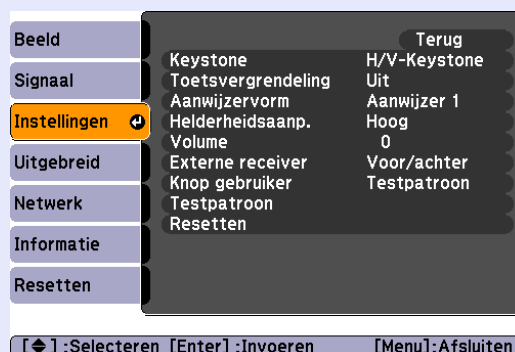 Beeld
Signaal
Instellingen
Uitgebreid
Netwerk
Informatie
Resetten
Terug
Keystone H/V-Keystone
Toetsvergrendeling Uit
Aanwijzervorm Aanwijzer 1
Helderheidsaanp. Hoog
Volume 0
Externe receiver Voor/achter
Knop gebruiker Testpatroon
Testpatroon
Resetten
[◆] :Selecteren [Enter] :Invoeren [Menu]:Afsluiten